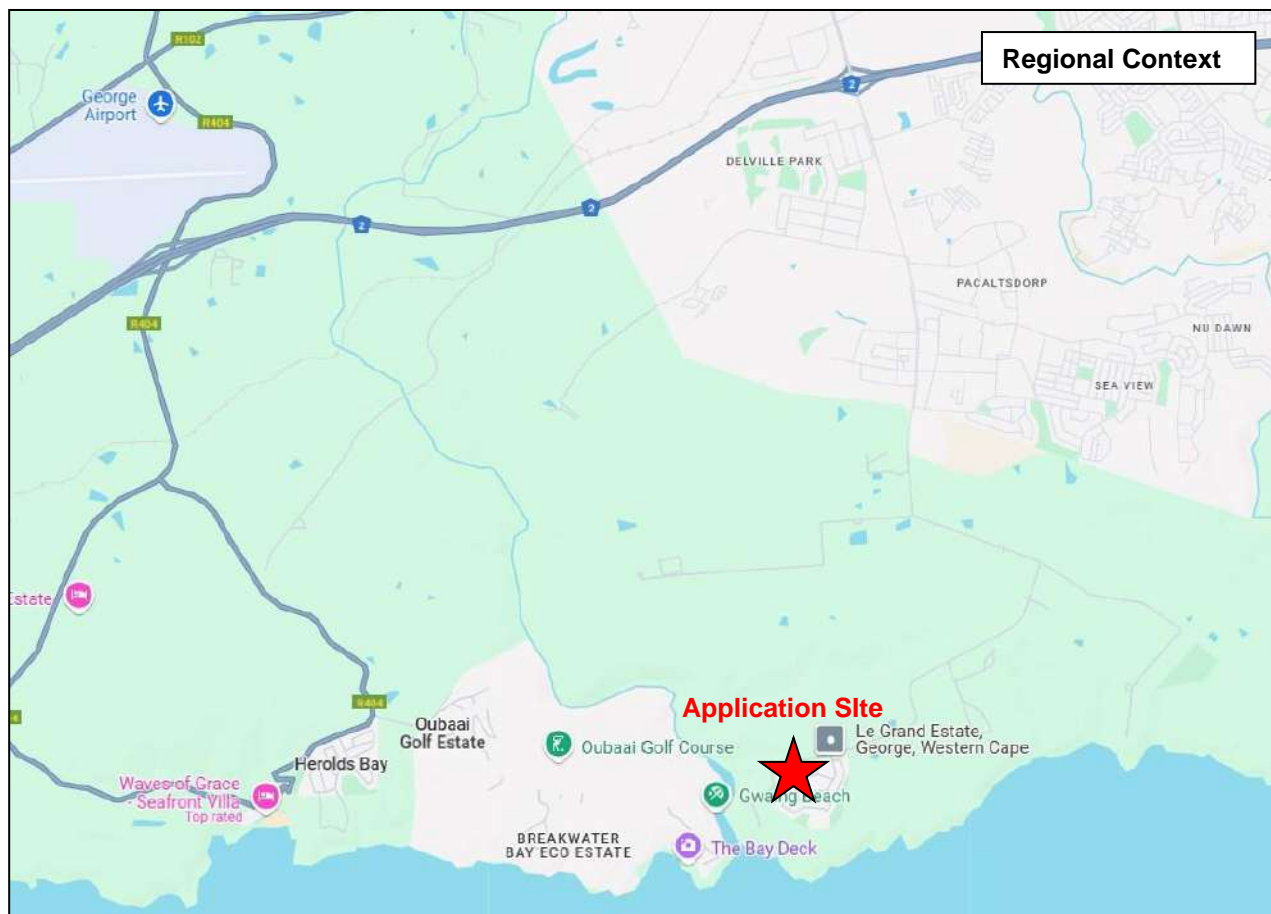 R102
Regional Context
2
George
Airport
R404
DELVILLE PARK
2
2
PACALTSDORP
R404
NU DAWN
SEA VIEW
Estate
R404
Application SIte
Oubaai
Golf Estate
Oubaai Golf Course
Le Grand Estate,
George, Western Cape
Herolds Bay
Waves of Grace
- Seafront Villa
Top rated
Gwaing Beach
BREAKWATER
BAY ECO ESTATE
The Bay Deck